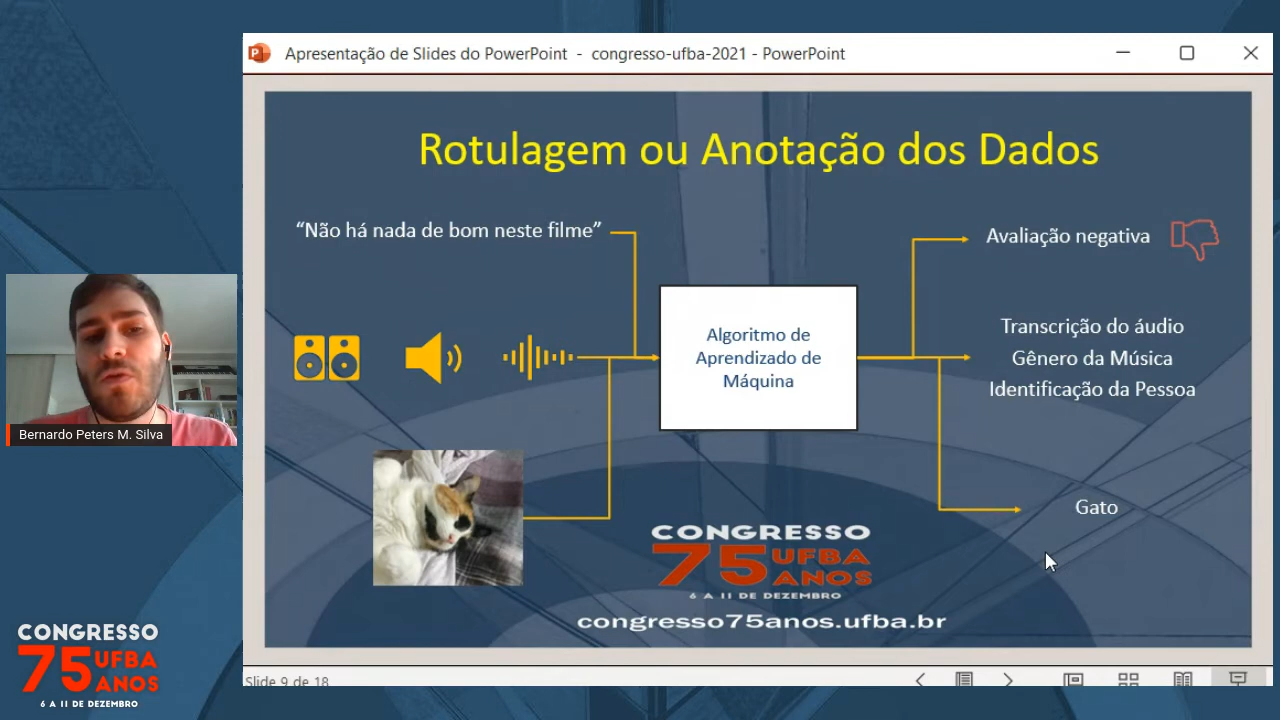 Apresentação de Slides do PowerPoint - congresso-ufba-2021 - PowerPoint
Rotulagem ou Anotação dos Dados
“Não há nada de bom neste filme”
Avaliação negativa
Algoritmo de
Aprendizado de
Máquina
Transcrição do áudio
Gênero da Música
Identificação da Pessoa
Gato
CONGRESSO
75 UFBA
ANOS
6 A 11 DE DEZEMBRO
congresso75anos.ufba.br
Slide 9 de 18
Bernardo Peters M. Silva
CONGRESSO
75 UFBA
ANOS
6 A 11 DE DEZEMBRO